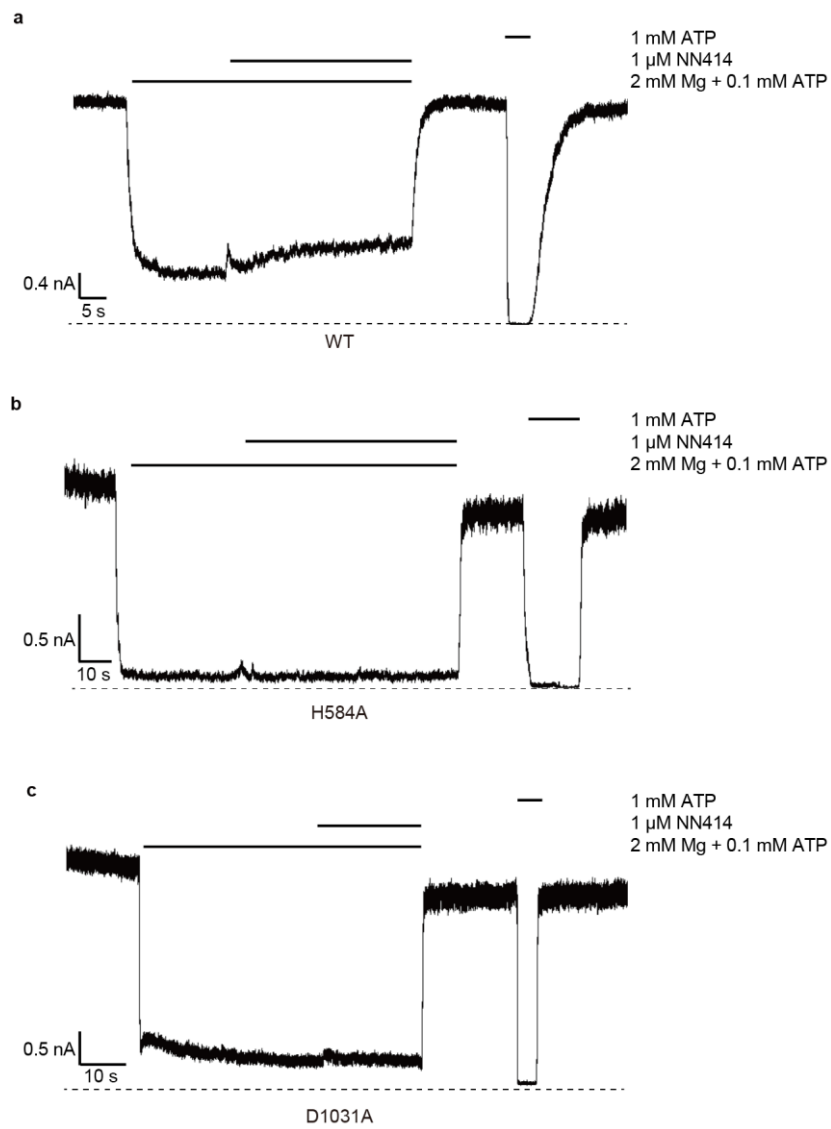 a
1 mM ATP
1 μM NN414
2 mM Mg + 0.1 mM ATP
0.4 nA
5 s
WT
b
1 mM ATP
1 μM NN414
2 mM Mg + 0.1 mM ATP
0.5 nA
10 s
H584A
c
1 mM ATP
1 μM NN414
2 mM Mg + 0.1 mM ATP
0.5 nA
10 s
D1031A